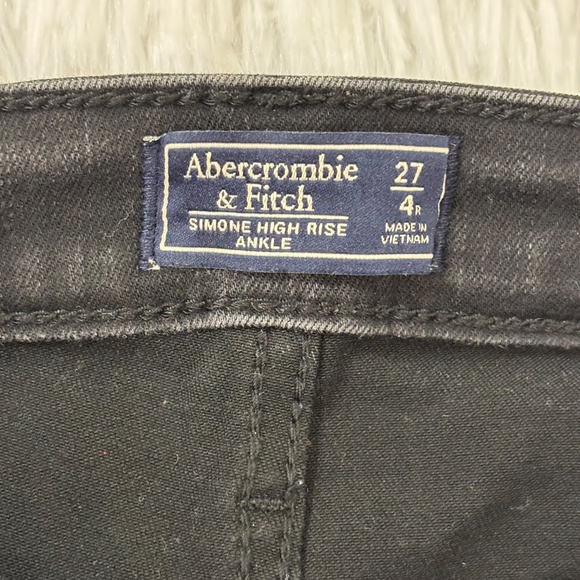 Abercrombie
& Fitch
SIMONE HIGH RISE
ANKLE
27
4R
MADE IN
VIETNAM